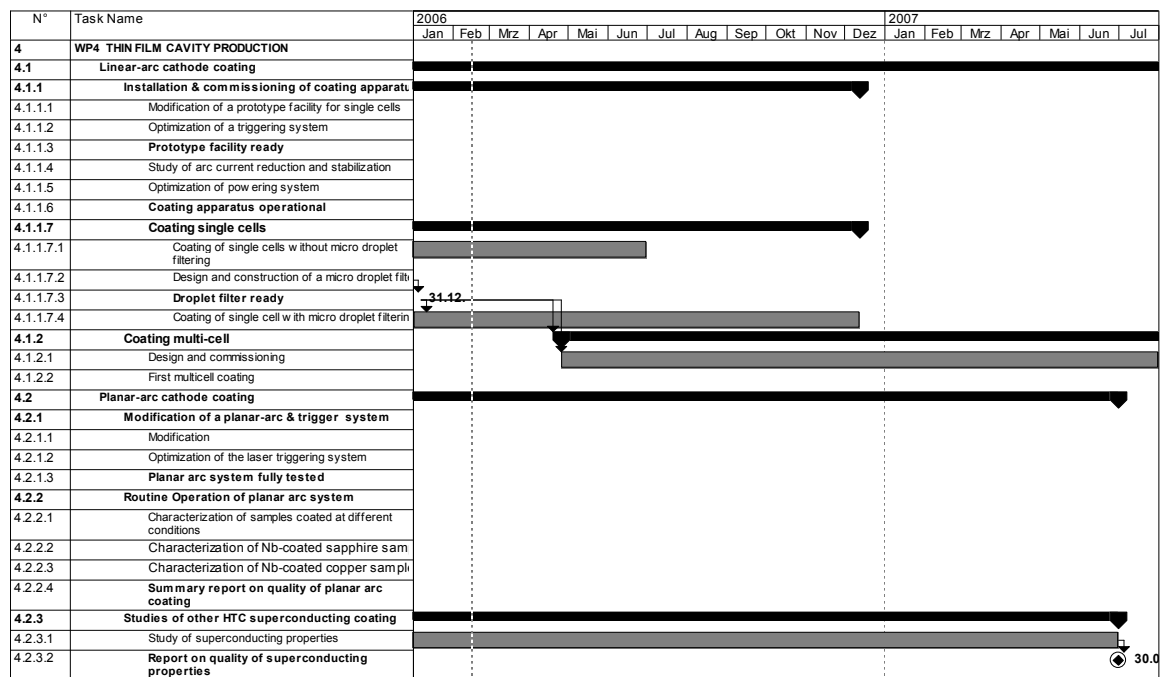 N° Task Name 2006 2007
Jan Feb Mrz Apr Mai Jun Jul Aug Sep Okt Nov Dez Jan Feb Mrz Apr Mai Jun Jul
4 WP4 THIN FILM CAVITY PRODUCTION
4.1 Linear-arc cathode coating
4.1.1 Installation & commissioning of coating apparatu
4.1.1.1 Modification of a prototype facility for single cells
4.1.1.2 Optimization of a triggering system
4.1.1.3 Prototype facility ready
4.1.1.4 Study of arc current reduction and stabilization
4.1.1.5 Optimization of powering system
4.1.1.6 Coating apparatus operational
4.1.1.7 Coating single cells
4.1.1.7.1 Coating of single cells without micro droplet
filtering
4.1.1.7.2 Design and construction of a micro droplet filt
4.1.1.7.3 Droplet filter ready 31.12.
4.1.1.7.4 Coating of single cell with micro droplet filterin
4.1.2 Coating multi-cell
4.1.2.1 Design and commissioning
4.1.2.2 First multicell coating
4.2 Planar-arc cathode coating
4.2.1 Modification of a planar-arc & trigger system
4.2.1.1 Modification
4.2.1.2 Optimization of the laser triggering system
4.2.1.3 Planar arc system fully tested
4.2.2 Routine Operation of planar arc system
4.2.2.1 Characterization of samples coated at different
conditions
4.2.2.2 Characterization of Nb-coated sapphire sam
4.2.2.3 Characterization of Nb-coated copper sampl
4.2.2.4 Summary report on quality of planar arc
coating
4.2.3 Studies of other HTC superconducting coating
4.2.3.1 Study of superconducting properties
4.2.3.2 Report on quality of superconducting 30.0
properties